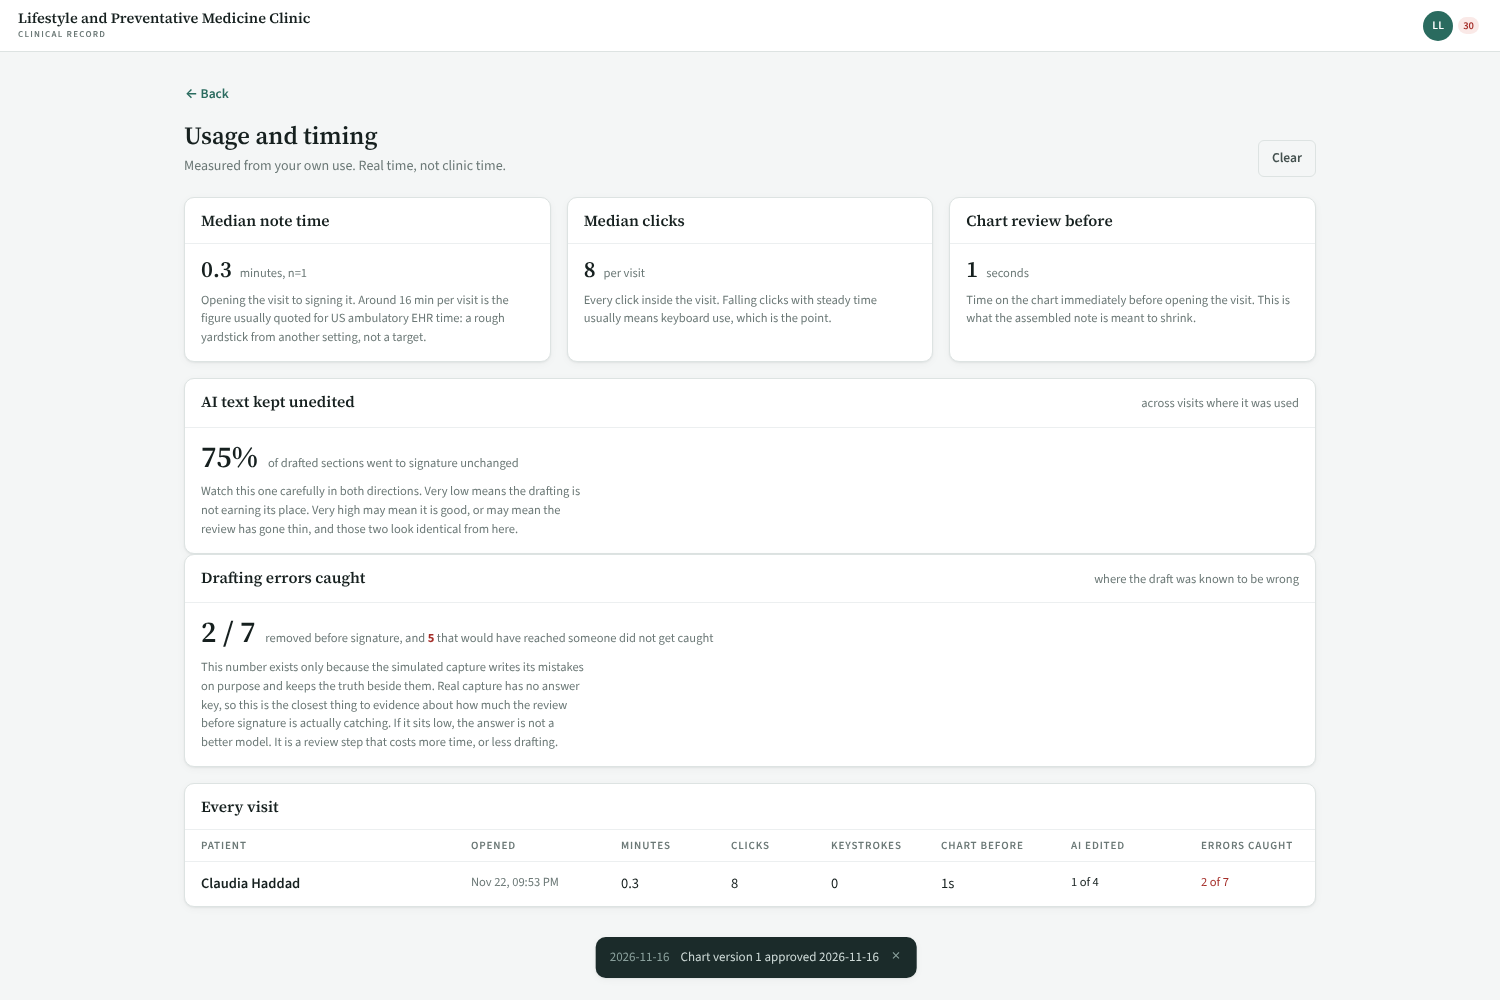 Lifestyle and Preventative Medicine Clinic
CLINICAL RECORD
LL 30
← Back
Usage and timing
Measured from your own use. Real time, not clinic time.
Clear
Median note time
0.3 minutes, n=1
Opening the visit to signing it. Around 16 min per visit is the
figure usually quoted for US ambulatory EHR time: a rough
yardstick from another setting, not a target.
Median clicks
8 per visit
Every click inside the visit. Falling clicks with steady time
usually means keyboard use, which is the point.
Chart review before
1 seconds
Time on the chart immediately before opening the visit. This is
what the assembled note is meant to shrink.
AI text kept unedited
across visits where it was used
75% of drafted sections went to signature unchanged
Watch this one carefully in both directions. Very low means the drafting is
not earning its place. Very high may mean it is good, or may mean the
review has gone thin, and those two look identical from here.
Drafting errors caught
where the draft was known to be wrong
2 / 7 removed before signature, and 5 that would have reached someone did not get caught
This number exists only because the simulated capture writes its mistakes
on purpose and keeps the truth beside them. Real capture has no answer
key, so this is the closest thing to evidence about how much the review
before signature is actually catching. If it sits low, the answer is not a
better model. It is a review step that costs more time, or less drafting.
Every visit
PATIENT OPENED MINUTES CLICKS KEYSTROKES CHART BEFORE AI EDITED ERRORS CAUGHT
Claudia Haddad Nov 22, 09:53 PM 0.3 8 0 1s 1 of 4 2 of 7
2026-11-16 Chart version 1 approved 2026-11-16 ×